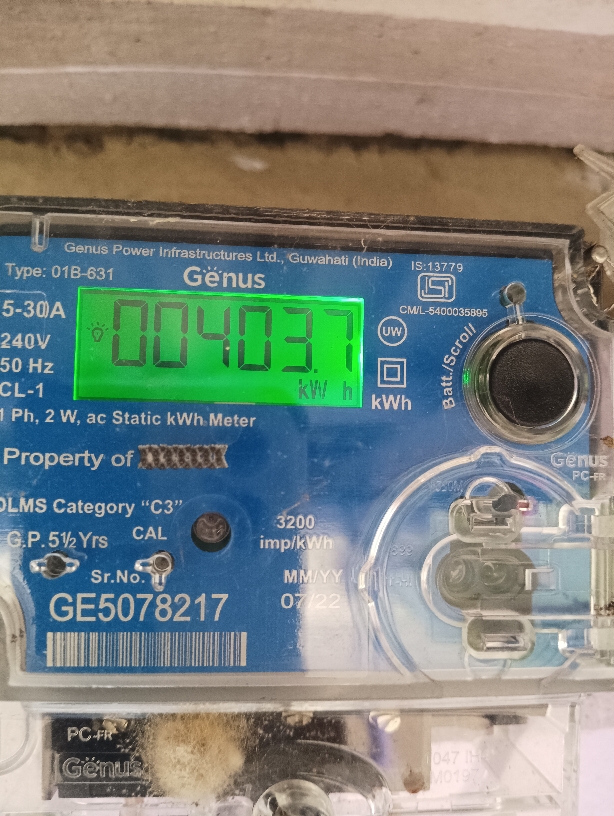 Genus Power Infrastructures Ltd., Guwahati (India)
Type: 01B-631
Genus
IS:13779
ISI
CM/L-5400035895
5-30A
240V
50 Hz
CL-1
00403.7
kW h
UW
kWh
Batt./Scroll
1 Ph, 2 W, ac Static kWh Meter
Property of
Genus
PC-FR
DLMS Category “C3”
G.P. 5½ Yrs
CAL
3200
imp/kWh
Sr.No.
MM/YY
07/22
GE5078217
PC-FR
Genus